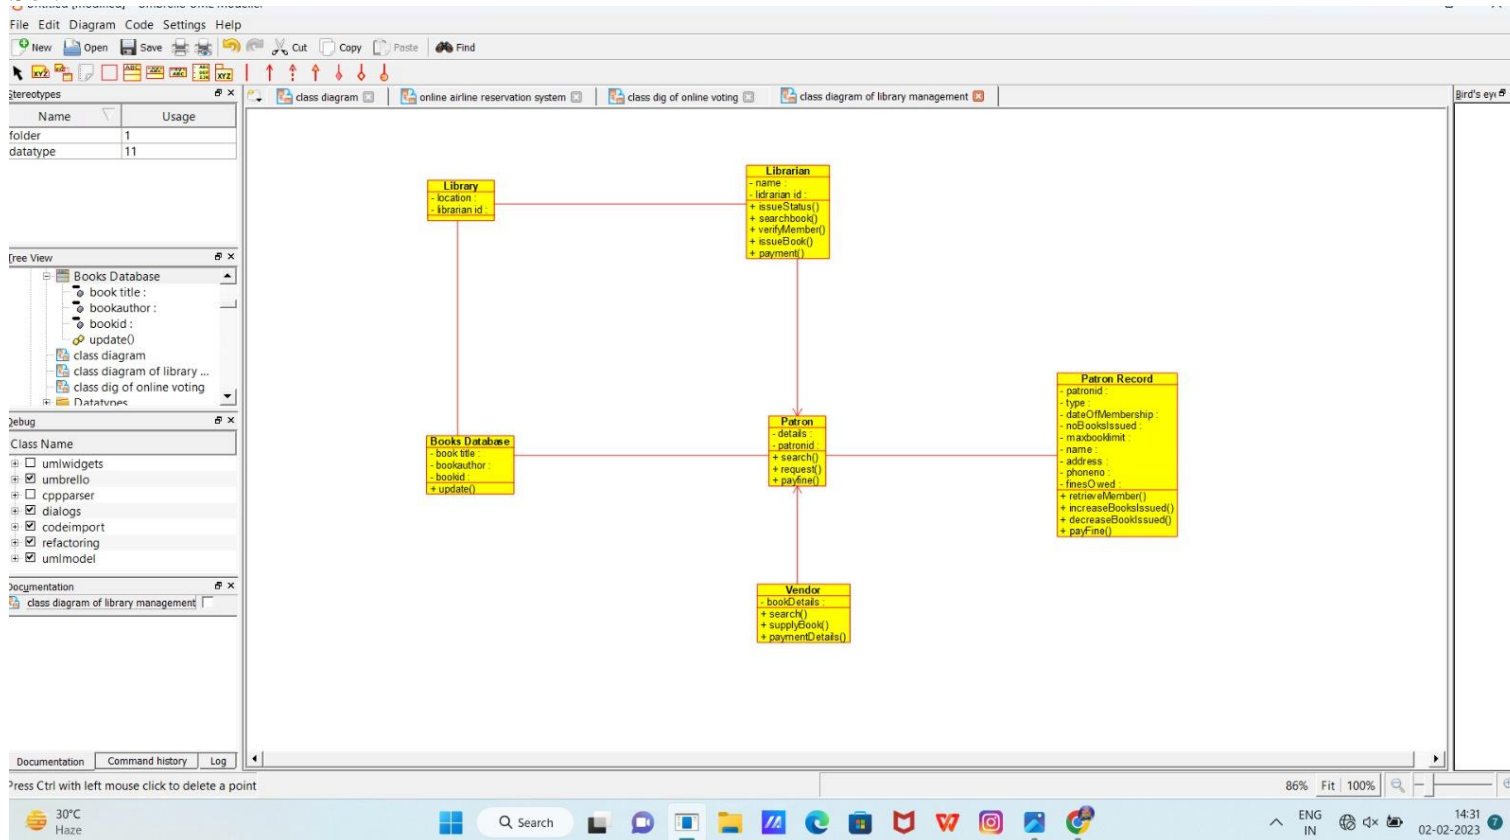 File Edit Diagram Code Settings Help
New Open Save Cut Copy Paste Find
Stereotypes
Name Usage
folder 1
datatype 11
Tree View
Books Database
book title :
bookauthor :
bookid :
update()
class diagram
class diagram of library ...
class dig of online voting
Datatypes
Debug
Class Name
umlwidgets
umbrello
cppparser
dialogs
codeimport
refactoring
umlmodel
Documentation
class diagram of library management
Documentation Command history Log
class diagram online airline reservation system class dig of online voting class diagram of library management
Bird's eye
Library
- location :
- librarian id :
Librarian
- name :
- lidrarian id :
+ issueStatus()
+ searchbook()
+ verifyMember()
+ issueBook()
+ payment()
Books Database
- book title :
- bookauthor :
- bookid :
+ update()
Patron
- details :
- patronid :
+ search()
+ request()
+ payfine()
Patron Record
- patronid :
- type :
- dateOfMembership :
- noBooksIssued :
- maxbooklimit :
- name :
- address :
- phoneno :
- finesOwed :
+ retrieveMember()
+ increaseBooksIssued()
+ decreaseBookIssued()
+ payFine()
Vendor
- bookDetails :
+ search()
+ supplyBook()
+ paymentDetails()
Press Ctrl with left mouse click to delete a point
86% Fit 100%
30°C
Haze
Search
ENG
IN
14:31
02-02-2023
7